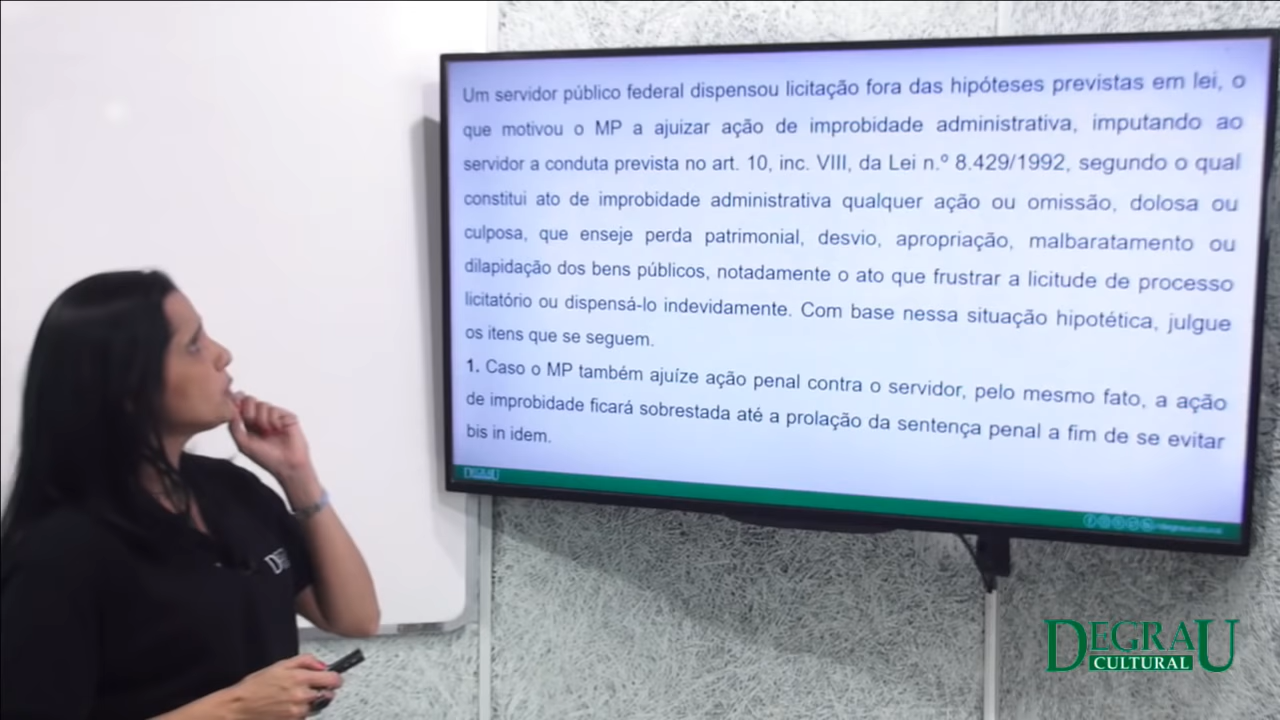 Um servidor público federal dispensou licitação fora das hipóteses previstas em lei, o
que motivou o MP a ajuizar ação de improbidade administrativa, imputando ao
servidor a conduta prevista no art. 10, inc. VIII, da Lei n.º 8.429/1992, segundo o qual
constitui ato de improbidade administrativa qualquer ação ou omissão, dolosa ou
culposa, que enseje perda patrimonial, desvio, apropriação, malbaratamento ou
dilapidação dos bens públicos, notadamente o ato que frustrar a licitude de processo
licitatório ou dispensá-lo indevidamente. Com base nessa situação hipotética, julgue
os itens que se seguem.
1. Caso o MP também ajuíze ação penal contra o servidor, pelo mesmo fato, a ação
de improbidade ficará sobrestada até a prolação da sentença penal a fim de se evitar
bis in idem.
DEGRAU
DEGRAU
CULTURAL